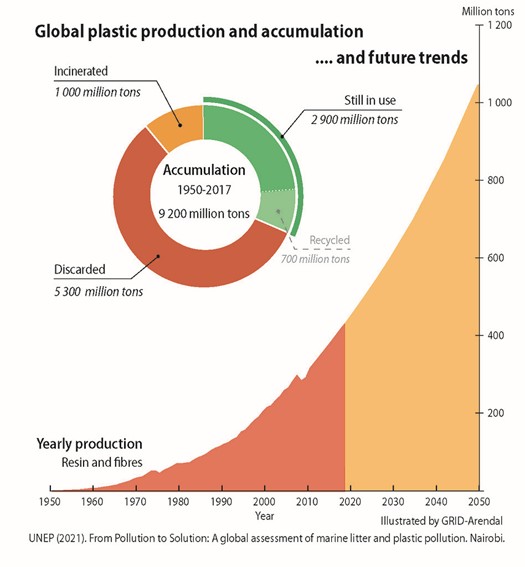 Global plastic production and accumulation
.... and future trends
Million tons
Incinerated
1 000 million tons
Still in use
2 900 million tons
Accumulation
1950-2017
9 200 million tons
Recycled
700 million tons
Discarded
5 300 million tons
1 200
1 000
800
600
400
200
Yearly production
Resin and fibres
1950 1960 1970 1980 1990 2000 2010 2020 2030 2040 2050
Year
Illustrated by GRID-Arendal
UNEP (2021). From Pollution to Solution: A global assessment of marine litter and plastic pollution. Nairobi.